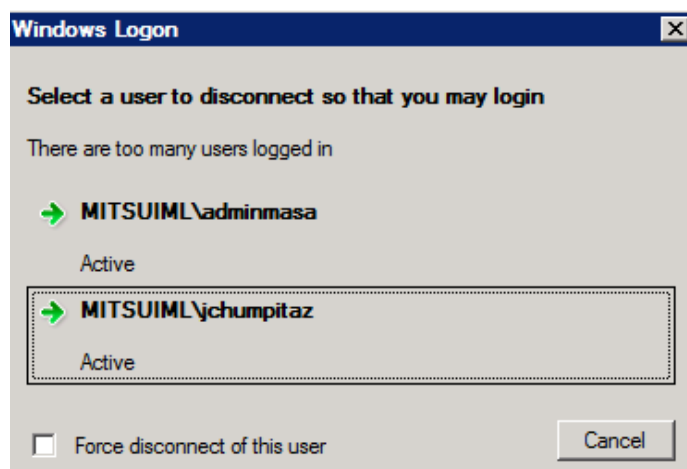 Windows Logon
Select a user to disconnect so that you may login
There are too many users logged in
MITSUIML\adminmasa
Active
MITSUIML\jchumpitaz
Active
Force disconnect of this user
Cancel